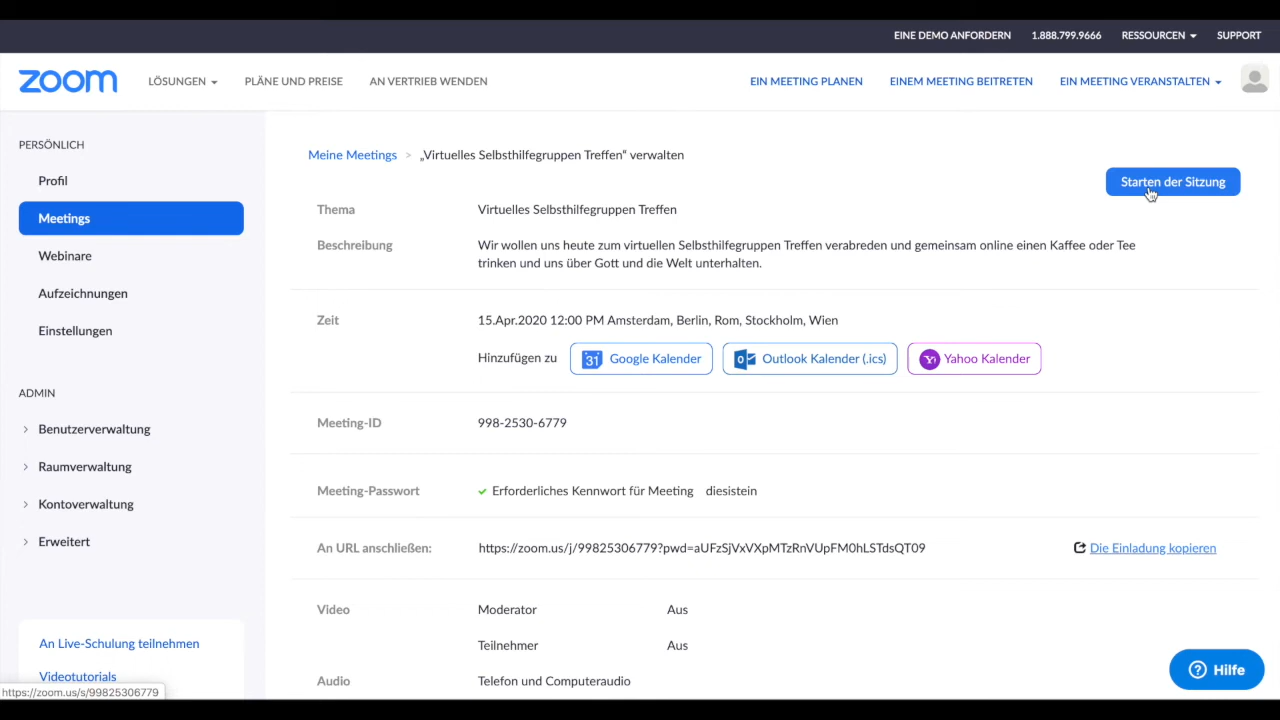 EINE DEMO ANFORDERN 1.888.799.9666 RESSOURCEN SUPPORT
zoom LÖSUNGEN PLÄNE UND PREISE AN VERTRIEB WENDEN EIN MEETING PLANEN EINEM MEETING BEITRETEN EIN MEETING VERANSTALTEN
PERSÖNLICH
Profil
Meetings
Webinare
Aufzeichnungen
Einstellungen
ADMIN
> Benutzerverwaltung
> Raumverwaltung
> Kontoverwaltung
> Erweitert
An Live-Schulung teilnehmen
Videotutorials
https://zoom.us/s/99825306779
Meine Meetings > „Virtuelles Selbsthilfegruppen Treffen“ verwalten
Starten der Sitzung
Thema Virtuelles Selbsthilfegruppen Treffen
Beschreibung Wir wollen uns heute zum virtuellen Selbsthilfegruppen Treffen verabreden und gemeinsam online einen Kaffee oder Tee
trinken und uns über Gott und die Welt unterhalten.
Zeit 15.Apr.2020 12:00 PM Amsterdam, Berlin, Rom, Stockholm, Wien
Hinzufügen zu 31 Google Kalender Outlook Kalender (.ics) Yahoo Kalender
Meeting-ID 998-2530-6779
Meeting-Passwort Erforderliches Kennwort für Meeting diesistein
An URL anschließen: https://zoom.us/j/99825306779?pwd=aUFzSjVxVXpMTzRnVUpFM0hLSTdsQT09 Die Einladung kopieren
Video Moderator Aus
Teilnehmer Aus
Audio Telefon und Computeraudio
Hilfe